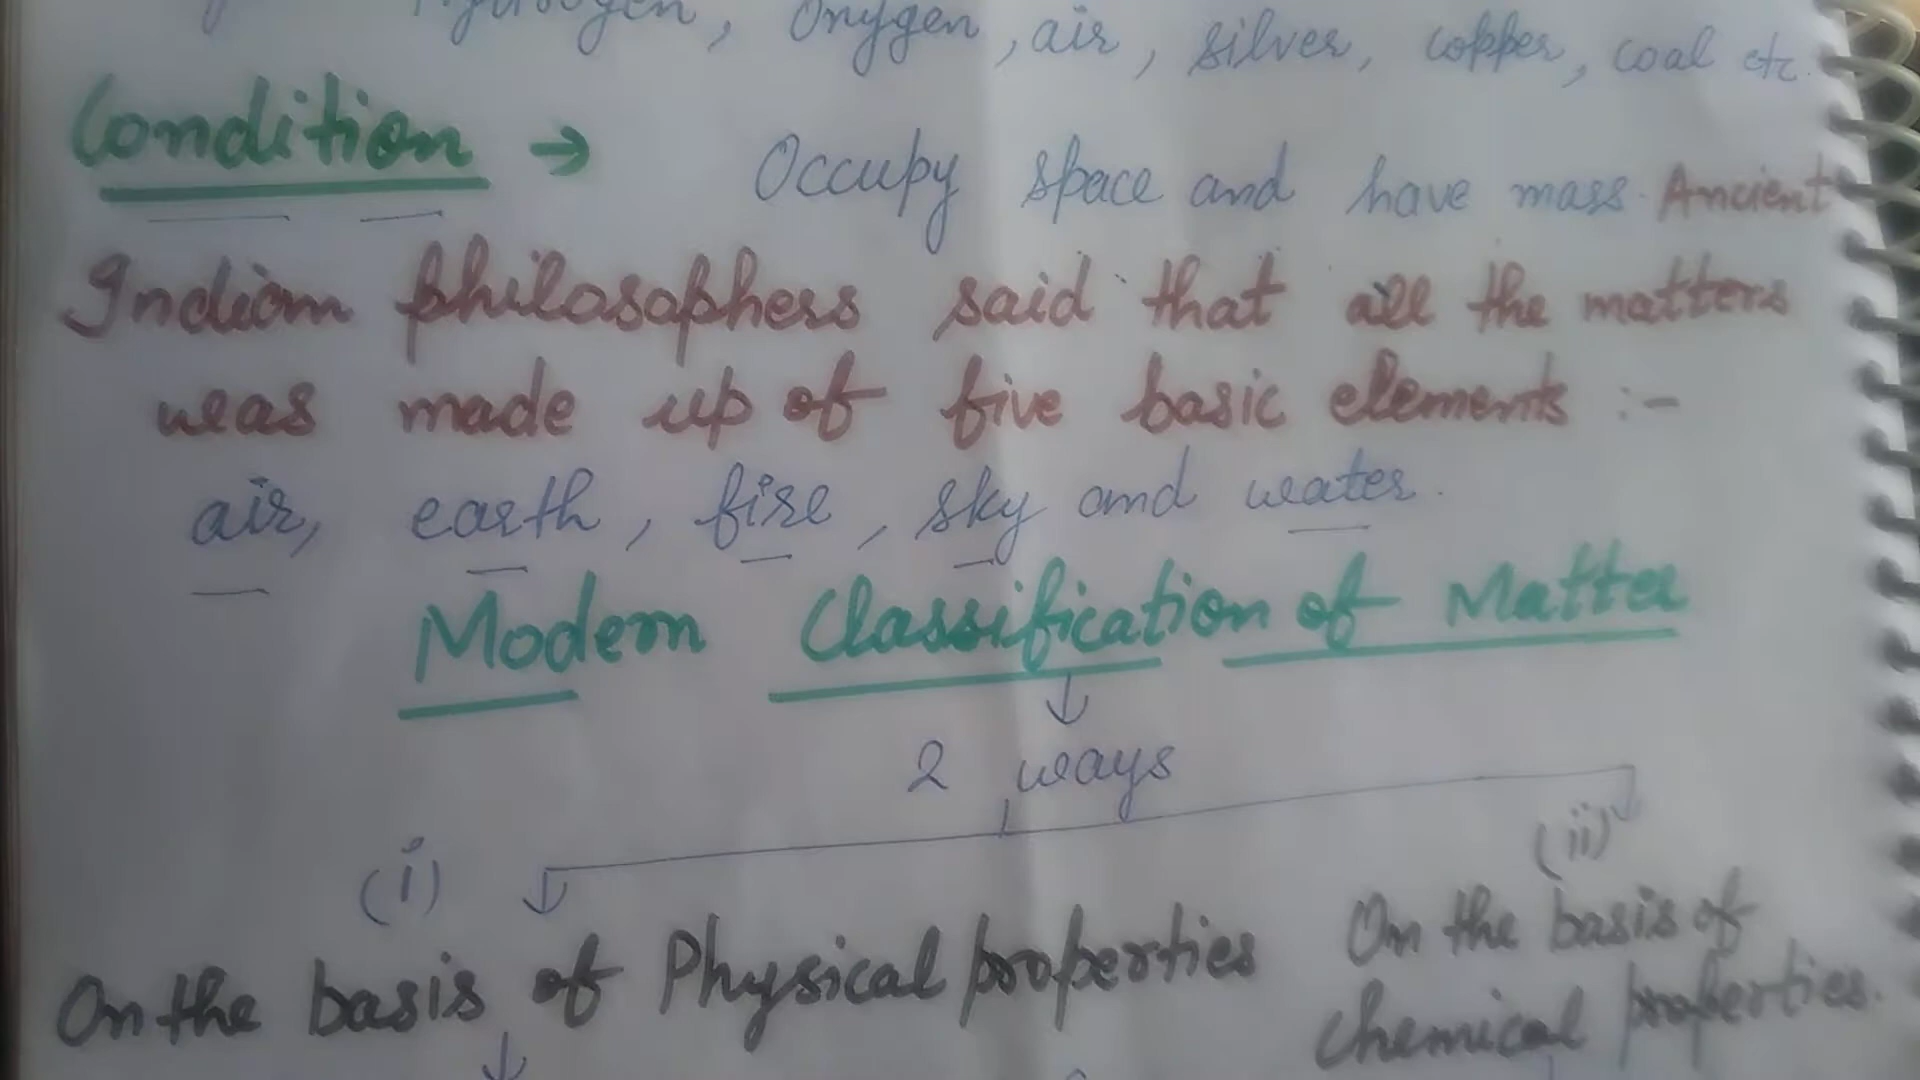 Hydrogen, Oxygen, air, silver, copper, coal etc.
Condition → Occupy space and have mass. Ancient
Indian philosophers said that all the matters
was made up of five basic elements :-
air, earth, fire, sky and water.
Modern Classification of Matter
↓
2 ways
(i) (ii)
On the basis of Physical properties
On the basis of
chemical properties.